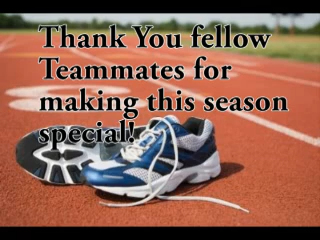 Thank You fellow
Teammates for
making this season
special!